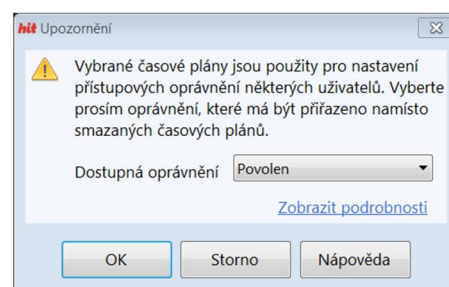 hit Upozornění
Vybrané časové plány jsou použity pro nastavení
přístupových oprávnění některých uživatelů. Vyberte
prosím oprávnění, které má být přiřazeno namísto
smazaných časových plánů.
Dostupná oprávnění Povolen
Zobrazit podrobnosti
OK Storno Nápověda